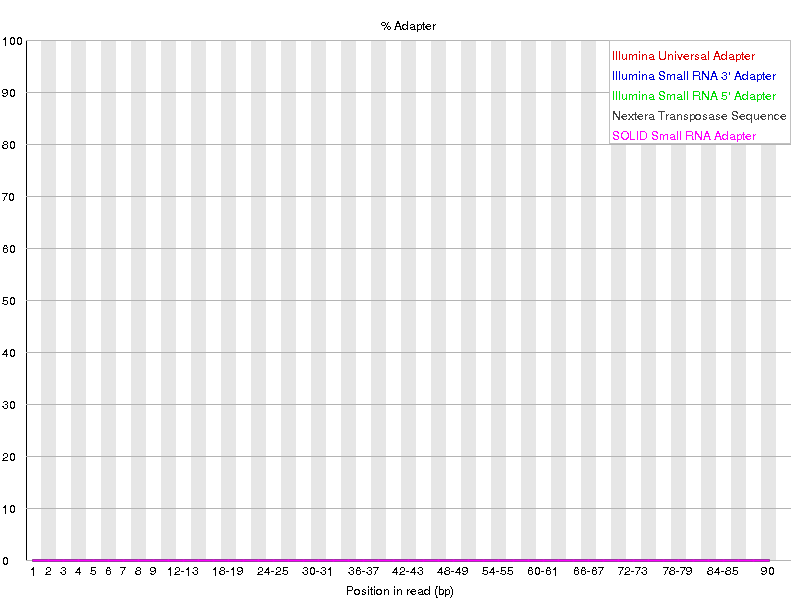 % Adapter
100
90
80
70
60
50
40
30
20
10
0
Illumina Universal Adapter
Illumina Small RNA 3' Adapter
Illumina Small RNA 5' Adapter
Nextera Transposase Sequence
SOLID Small RNA Adapter
1 2 3 4 5 6 7 8 9 12-13 18-19 24-25 30-31 36-37 42-43 48-49 54-55 60-61 66-67 72-73 78-79 84-85 90
Position in read (bp)